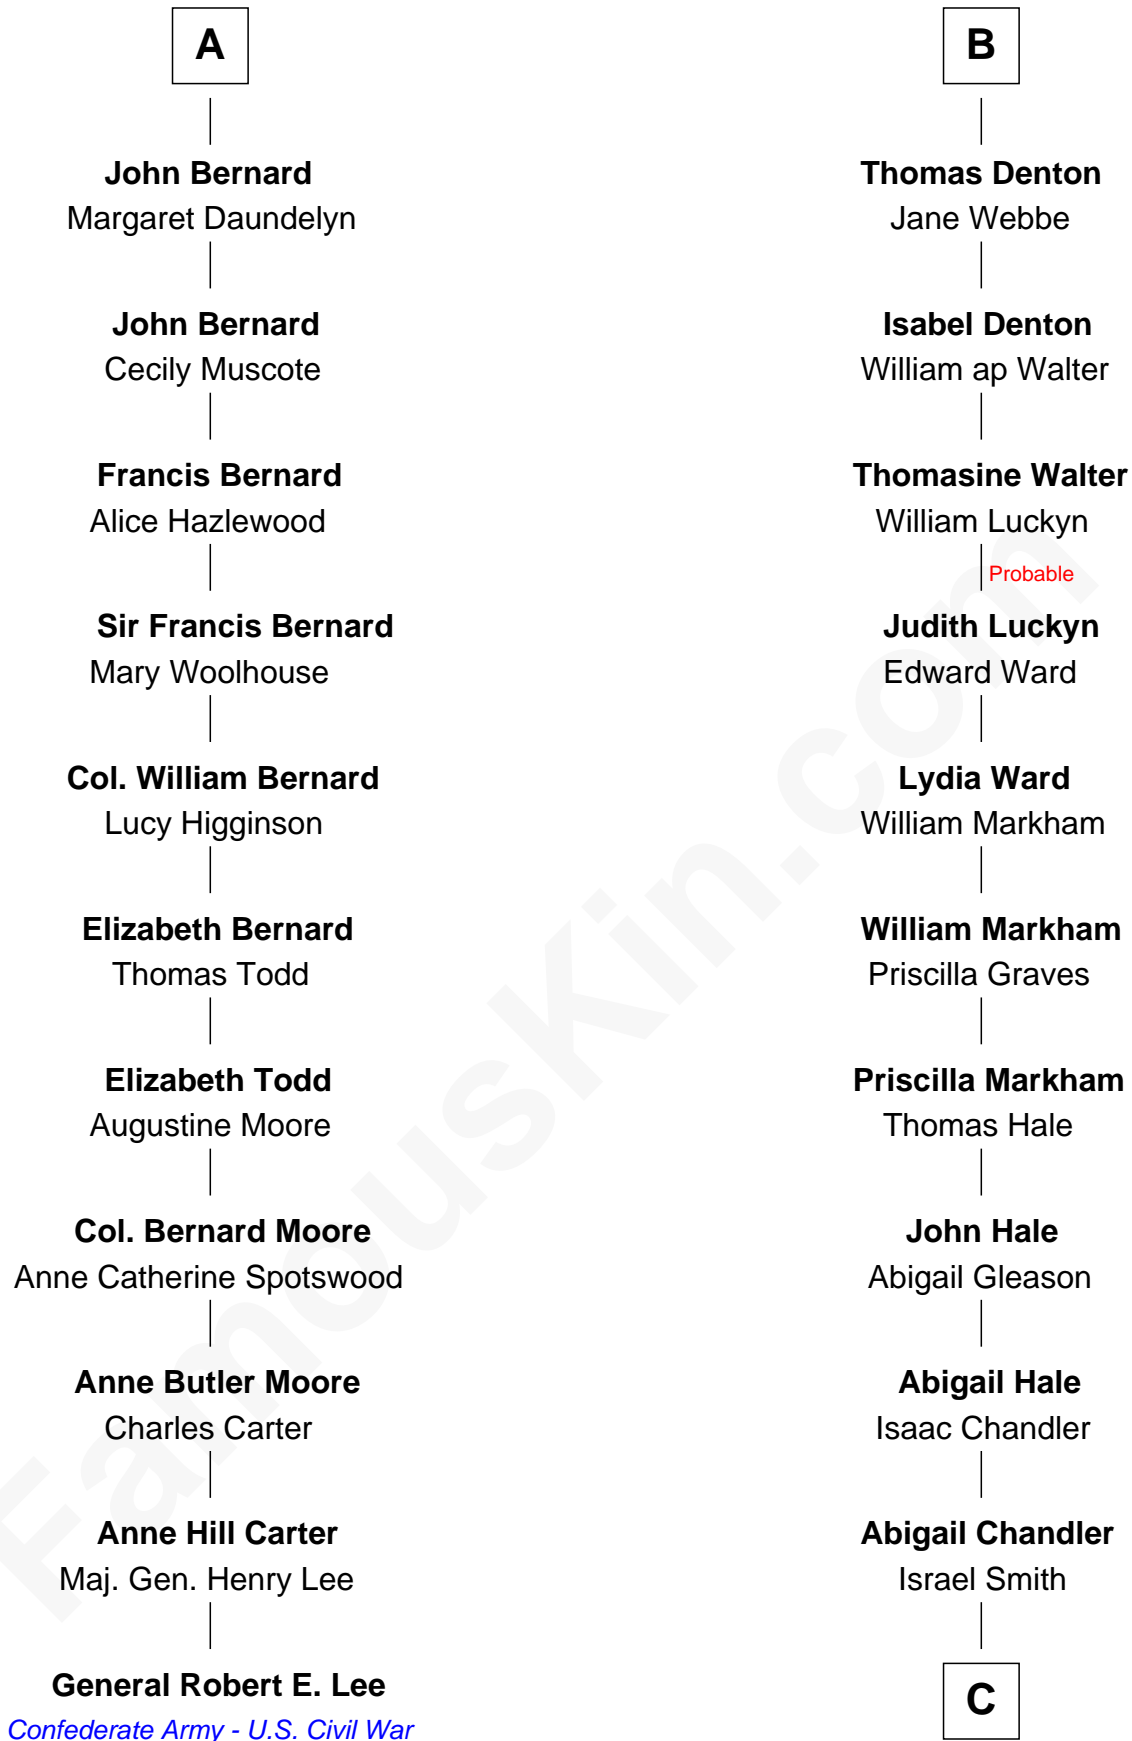 A
John Bernard
Margaret Daundelyn
John Bernard
Cecily Muscote
Francis Bernard
Alice Hazlewood
Sir Francis Bernard
Mary Woolhouse
Col. William Bernard
Lucy Higginson
Elizabeth Bernard
Thomas Todd
Elizabeth Todd
Augustine Moore
Col. Bernard Moore
Anne Catherine Spotswood
Anne Butler Moore
Charles Carter
Anne Hill Carter
Maj. Gen. Henry Lee
General Robert E. Lee
Confederate Army - U.S. Civil War
B
Thomas Denton
Jane Webbe
Isabel Denton
William ap Walter
Thomasine Walter
William Luckyn
Probable
Judith Luckyn
Edward Ward
Lydia Ward
William Markham
William Markham
Priscilla Graves
Priscilla Markham
Thomas Hale
John Hale
Abigail Gleason
Abigail Hale
Isaac Chandler
Abigail Chandler
Israel Smith
C
FamousKin.com